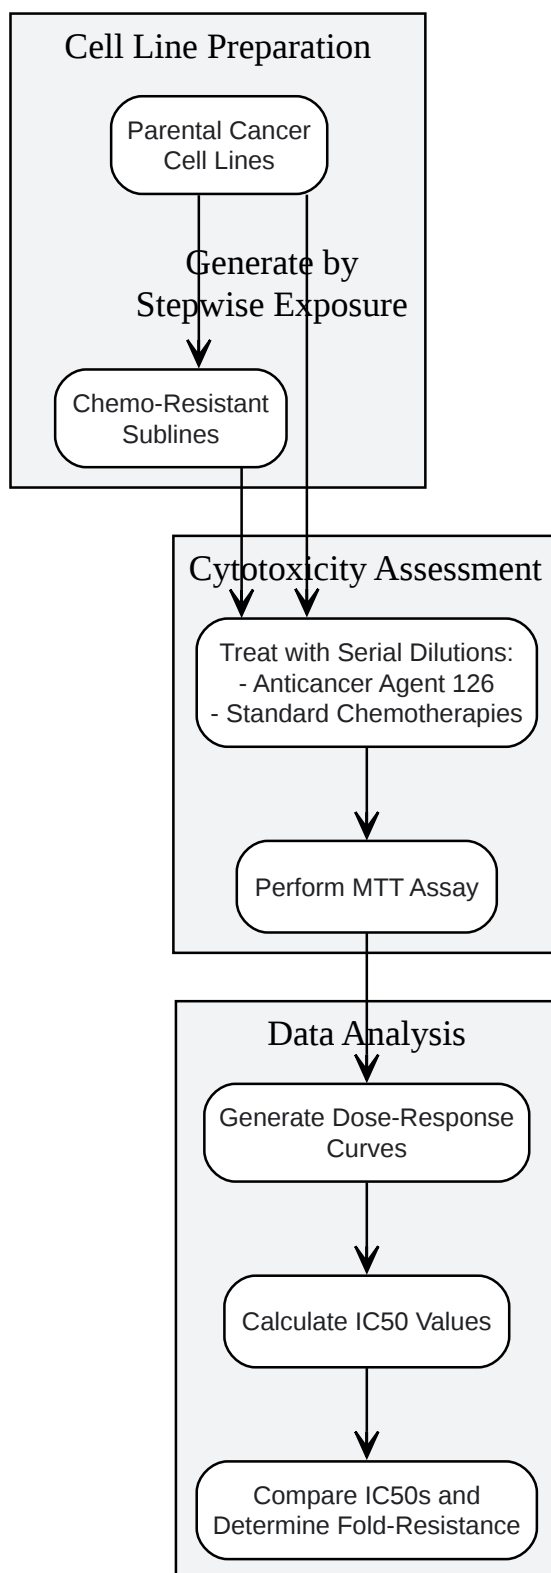 Cell Line Preparation
Parental Cancer
Cell Lines
Generate by
Stepwise Exposure
Chemo-Resistant
Sublines
Cytotoxicity Assessment
Treat with Serial Dilutions:
- Anticancer Agent 126
- Standard Chemotherapies
Perform MTT Assay
Data Analysis
Generate Dose-Response
Curves
Calculate IC50 Values
Compare IC50s and
Determine Fold-Resistance